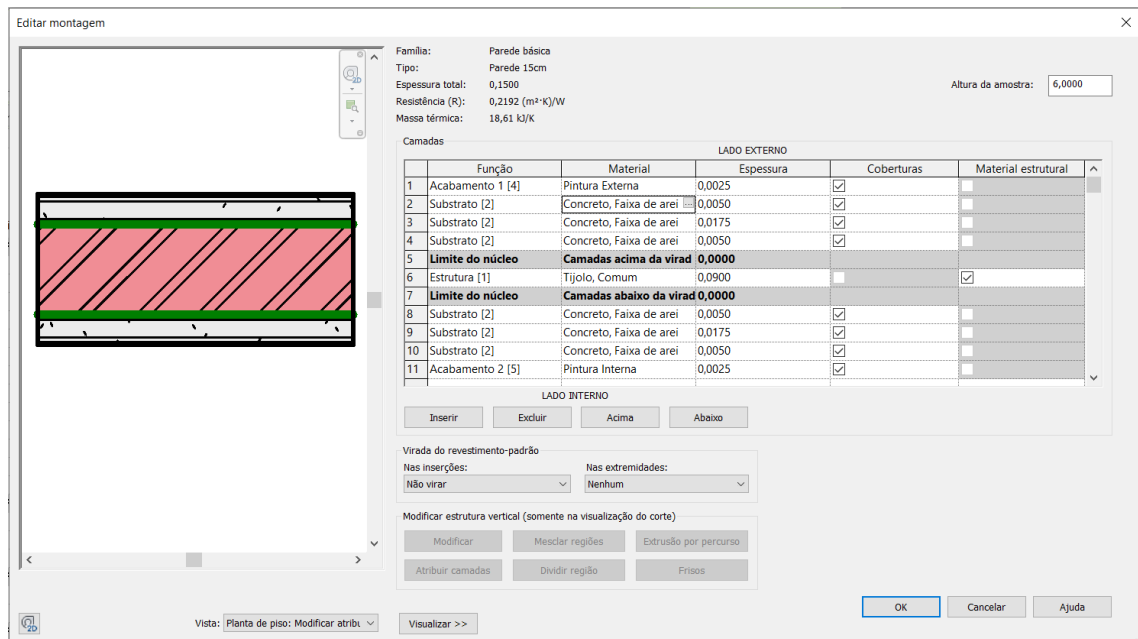 Editar montagem
Família: Parede básica
Tipo: Parede 15cm
Espessura total: 0,1500
Altura da amostra: 6,0000
Resistência (R): 0,2192 (m²·K)/W
Massa térmica: 18,61 kJ/K
Camadas
LADO EXTERNO
Função Material Espessura Coberturas Material estrutural
1 Acabamento 1 [4] Pintura Externa 0,0025
2 Substrato [2] Concreto, Faixa de arei ... 0,0050
3 Substrato [2] Concreto, Faixa de arei 0,0175
4 Substrato [2] Concreto, Faixa de arei 0,0050
5 Limite do núcleo Camadas acima da virad 0,0000
6 Estrutura [1] Tijolo, Comum 0,0900
7 Limite do núcleo Camadas abaixo da virad 0,0000
8 Substrato [2] Concreto, Faixa de arei 0,0050
9 Substrato [2] Concreto, Faixa de arei 0,0175
10 Substrato [2] Concreto, Faixa de arei 0,0050
11 Acabamento 2 [5] Pintura Interna 0,0025
LADO INTERNO
Inserir Excluir Acima Abaixo
Virada do revestimento-padrão
Nas inserções: Nas extremidades:
Não virar Nenhum
Modificar estrutura vertical (somente na visualização do corte)
Modificar Mesclar regiões Extrusão por percurso
Atribuir camadas Dividir região Frisos
OK Cancelar Ajuda
2D Vista: Planta de piso: Modificar atribu Visualizar >>
2D